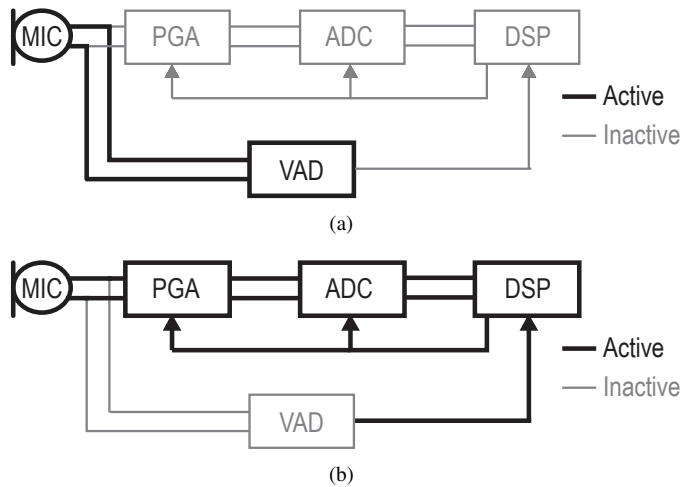 MIC PGA ADC DSP
Active
Inactive
VAD
(a)
MIC PGA ADC DSP
Active
Inactive
VAD
(b)